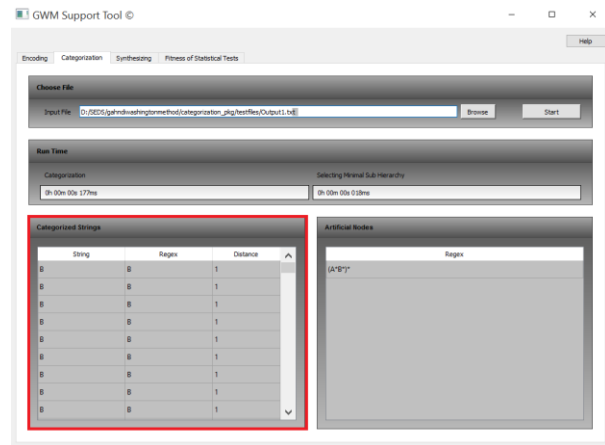 GWM Support Tool ©
Help
Encoding Categorization Synthesizing Fitness of Statistical Tests
Choose File
Input File D:/SEDS/gahndiwashingtonmethod/categorization_pkg/testfiles/Output1.txt Browse Start
Run Time
Categorization Selecting Minimal Sub Hierarchy
0h 00m 00s 177ms 0h 00m 00s 018ms
Categorized Strings Artificial Nodes
String Regex Distance Regex
B B 1 (A*B*)*
B B 1
B B 1
B B 1
B B 1
B B 1
B B 1
B B 1
B B 1